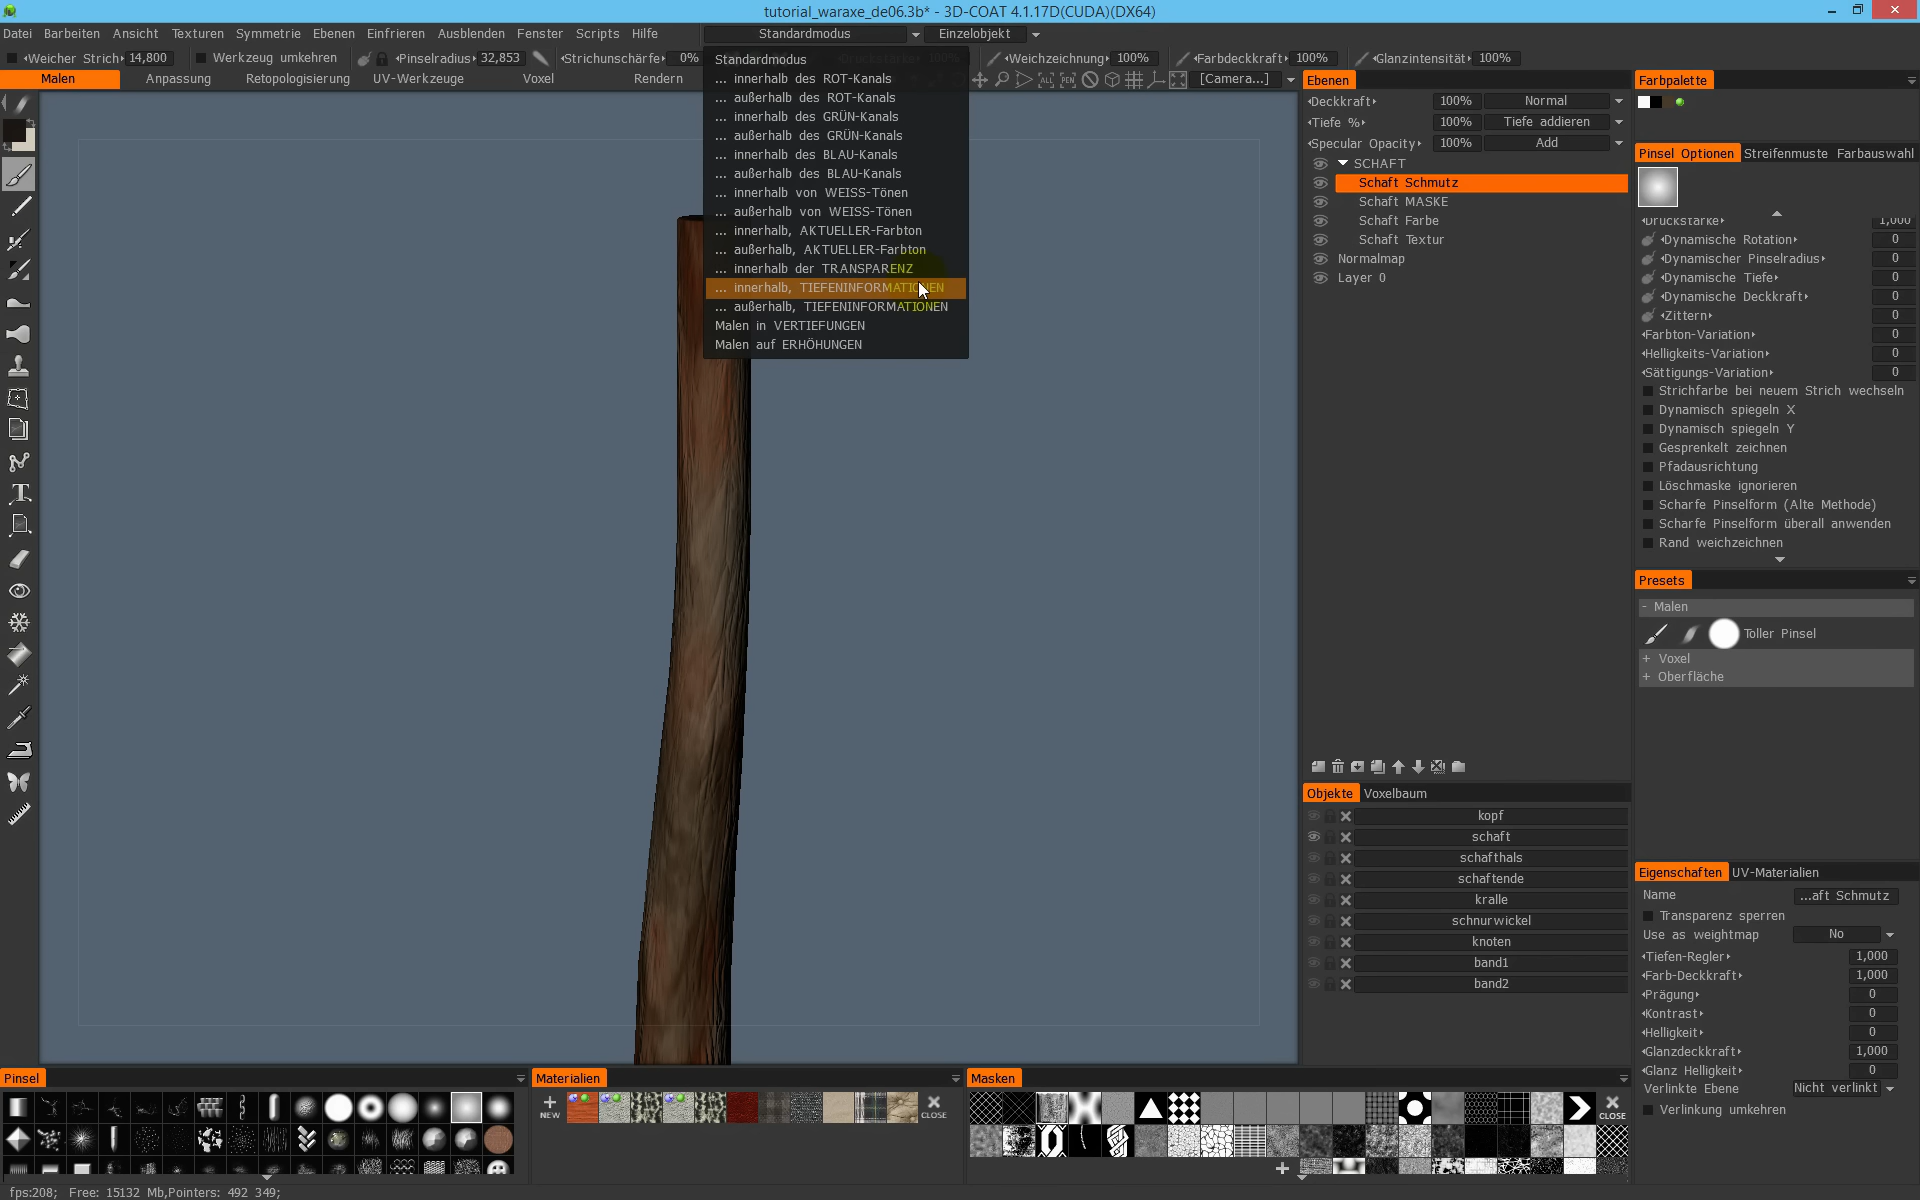 tutorial_waraxe_de06.3b* - 3D-COAT 4.1.17D(CUDA)(DX64)
Datei Bearbeiten Ansicht Texturen Symmetrie Ebenen Einfrieren Ausblenden Fenster Scripts Hilfe Standardmodus Einzelobjekt
Weicher Strich 14,800 Werkzeug umkehren Pinselradius 32,853 Strichunschärfe 0% Weichzeichnung 100% Farbdeckkraft 100% Glanzintensität 100%
Malen Anpassung Retopologisierung UV-Werkzeuge Voxel Rendern [Camera...]
Standardmodus
... innerhalb des ROT-Kanals
... außerhalb des ROT-Kanals
... innerhalb des GRÜN-Kanals
... außerhalb des GRÜN-Kanals
... innerhalb des BLAU-Kanals
... außerhalb des BLAU-Kanals
... innerhalb von WEISS-Tönen
... außerhalb von WEISS-Tönen
... innerhalb, AKTUELLER-Farbton
... außerhalb, AKTUELLER-Farbton
... innerhalb der TRANSPARENZ
... innerhalb, TIEFENINFORMATIONEN
... außerhalb, TIEFENINFORMATIONEN
Malen in VERTIEFUNGEN
Malen auf ERHÖHUNGEN
Ebenen
Deckkraft 100% Normal
Tiefe % 100% Tiefe addieren
Specular Opacity 100% Add
SCHAFT
Schaft Schmutz
Schaft MASKE
Schaft Farbe
Schaft Textur
Normalmap
Layer 0
Objekte Voxelbaum
kopf
schaft
schafthals
schaftende
kralle
schnurwickel
knoten
band1
band2
Farbpalette
Pinsel Optionen Streifenmuste Farbauswahl
Druckstärke 1,000
Dynamische Rotation 0
Dynamischer Pinselradius 0
Dynamische Tiefe 0
Dynamische Deckkraft 0
Zittern 0
Farbton-Variation 0
Helligkeits-Variation 0
Sättigungs-Variation 0
Strichfarbe bei neuem Strich wechseln
Dynamisch spiegeln X
Dynamisch spiegeln Y
Gesprenkelt zeichnen
Pfadausrichtung
Löschmaske ignorieren
Scharfe Pinselform (Alte Methode)
Scharfe Pinselform überall anwenden
Rand weichzeichnen
Presets
- Malen
Toller Pinsel
+ Voxel
+ Oberfläche
Eigenschaften UV-Materialien
Name ...aft Schmutz
Transparenz sperren
Use as weightmap No
Tiefen-Regler 1,000
Farb-Deckkraft 1,000
Prägung 0
Kontrast 0
Helligkeit 0
Glanzdeckkraft 1,000
Glanz Helligkeit 0
Verlinkte Ebene Nicht verlinkt
Verlinkung umkehren
Pinsel
Materialien
NEW CLOSE
Masken
CLOSE
fps:208; Free: 15132 Mb,Pointers: 492 349;